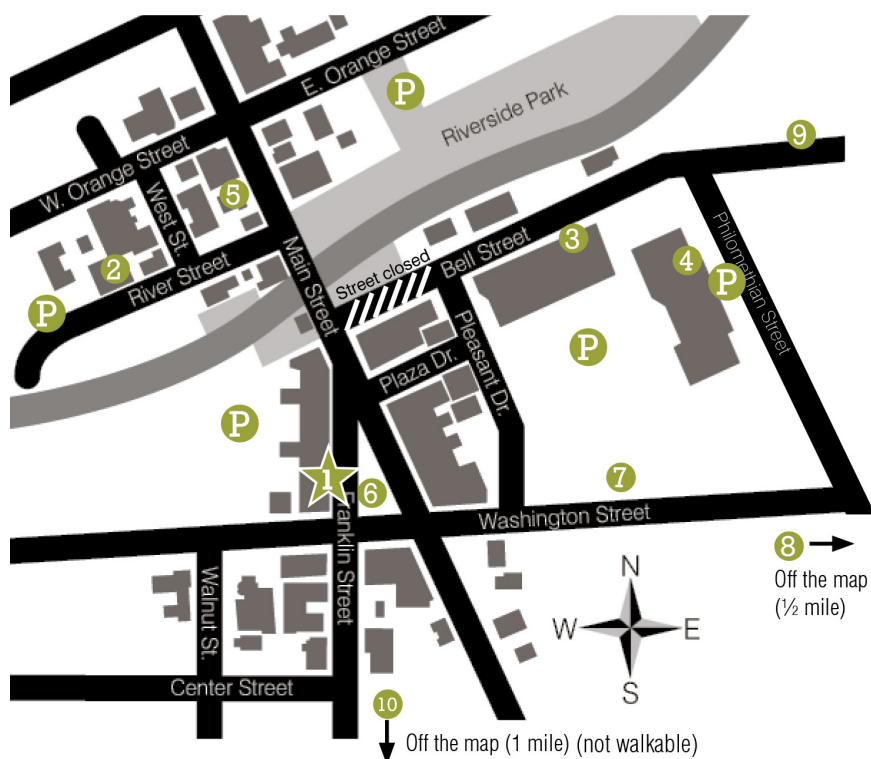 E. Orange Street
P
Riverside Park
9
W. Orange Street
5
West St.
Philomethian Street
Main Street
Bell Street
3
4
2
River Street
Street closed
P
P
Pleasant Dr.
Plaza Dr.
P
P
1
6
7
Franklin Street
Washington Street
8
Off the map
(½ mile)
N
W
E
S
Walnut St.
Center Street
10
Off the map (1 mile) (not walkable)